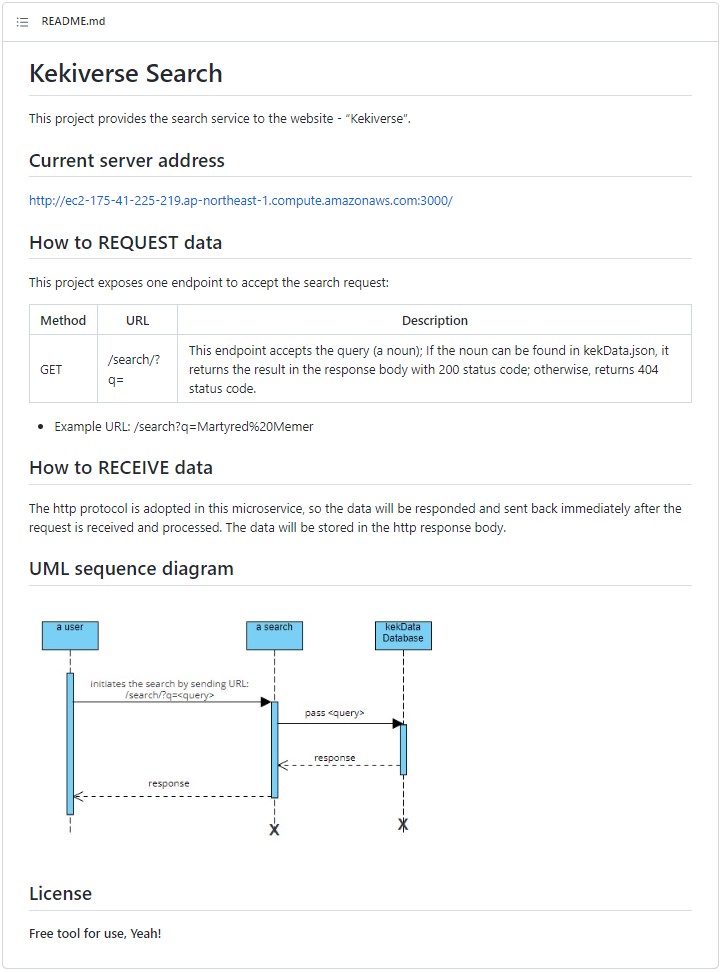 README.md
Kekiverse Search
This project provides the search service to the website - “Kekiverse”.
Current server address
http://ec2-175-41-225-219.ap-northeast-1.compute.amazonaws.com:3000/
How to REQUEST data
This project exposes one endpoint to accept the search request:
Method URL Description
GET
/search/?
q=
This endpoint accepts the query (a noun); If the noun can be found in kekData.json, it
returns the result in the response body with 200 status code; otherwise, returns 404
status code.
• Example URL: /search?q=Martyred%20Memer
How to RECEIVE data
The http protocol is adopted in this microservice, so the data will be responded and sent back immediately after the
request is received and processed. The data will be stored in the http response body.
UML sequence diagram
a user
a search
kekData
Database
initiates the search by sending URL:
/search/?q=<query>
pass <query>
response
response
X
X
License
Free tool for use, Yeah!